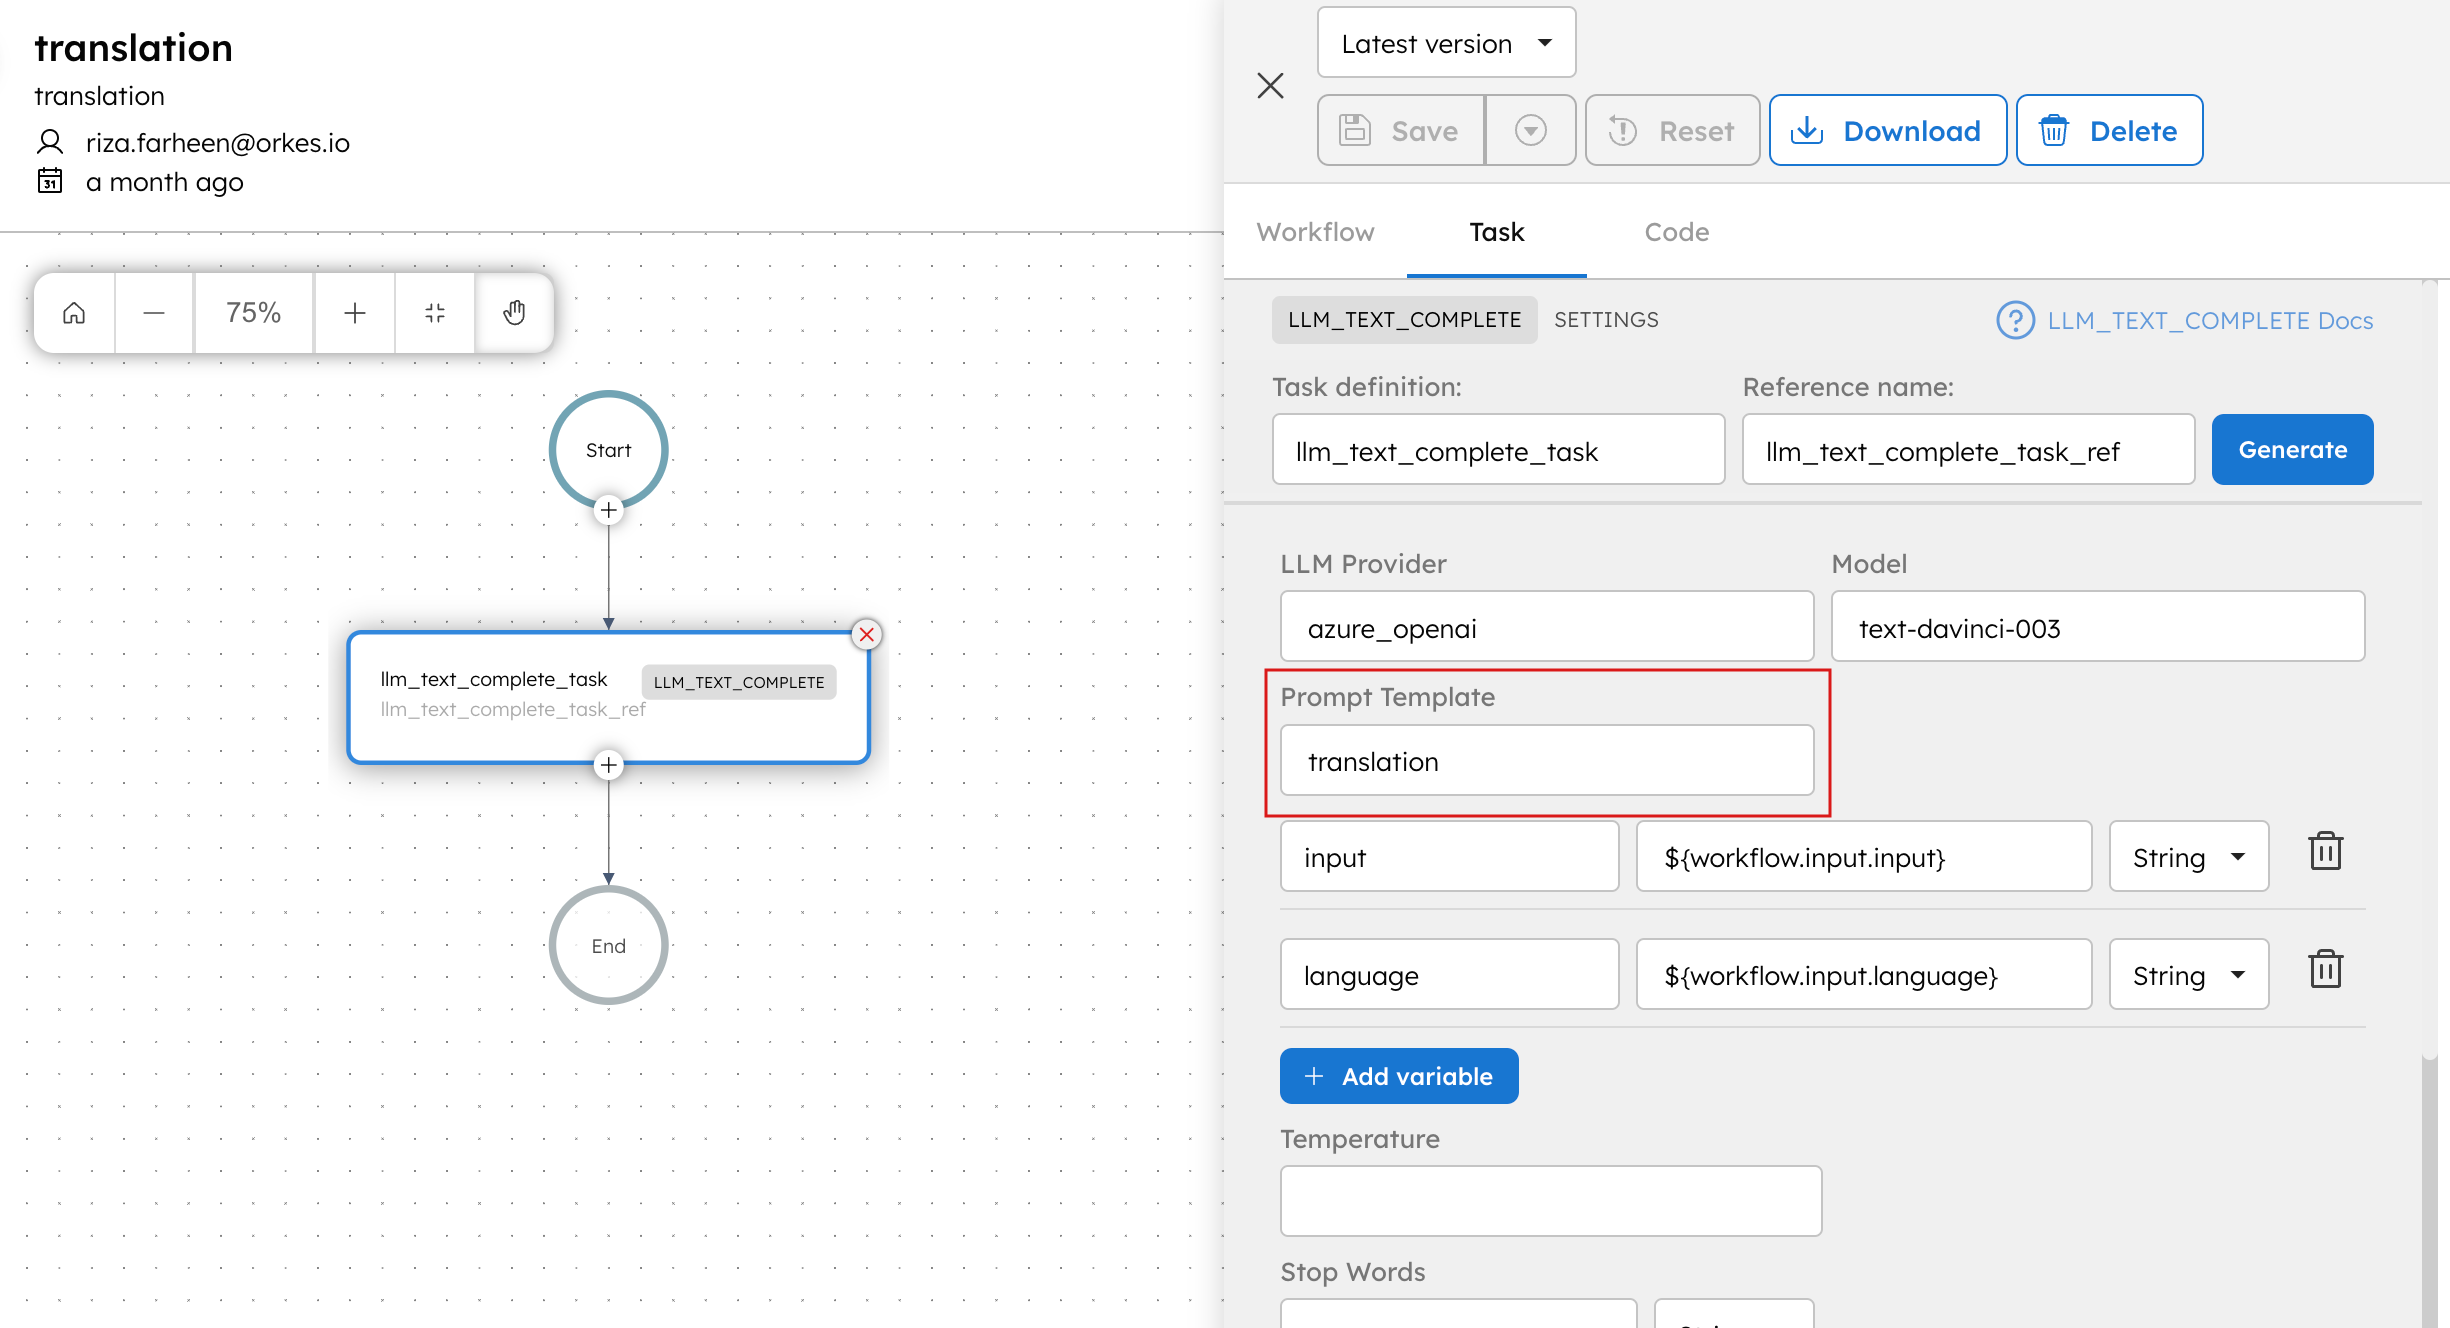 translation
translation
riza.farheen@orkes.io
31
a month ago
75%
Start
llm_text_complete_task
LLM_TEXT_COMPLETE
llm_text_complete_task_ref
End
Latest version
Save
Reset
Download
Delete
Workflow
Task
Code
LLM_TEXT_COMPLETE
SETTINGS
? LLM_TEXT_COMPLETE Docs
Task definition:
Reference name:
llm_text_complete_task
llm_text_complete_task_ref
Generate
LLM Provider
Model
azure_openai
text-davinci-003
Prompt Template
translation
input
${workflow.input.input}
String
language
${workflow.input.language}
String
+ Add variable
Temperature
Stop Words